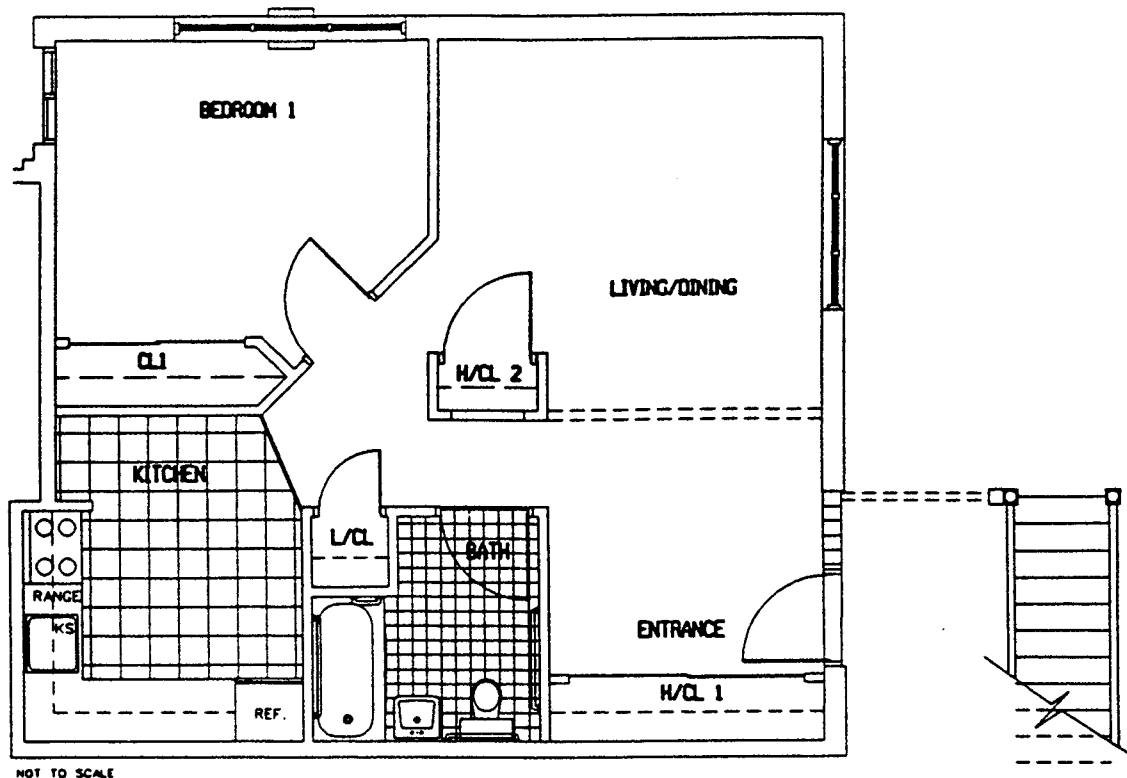 BEDROOM 1
LIVING/DINING
CL1
H/CL 2
KITCHEN
L/CL
BATH
RANGE
KS
ENTRANCE
H/CL 1
REF.
NOT TO SCALE